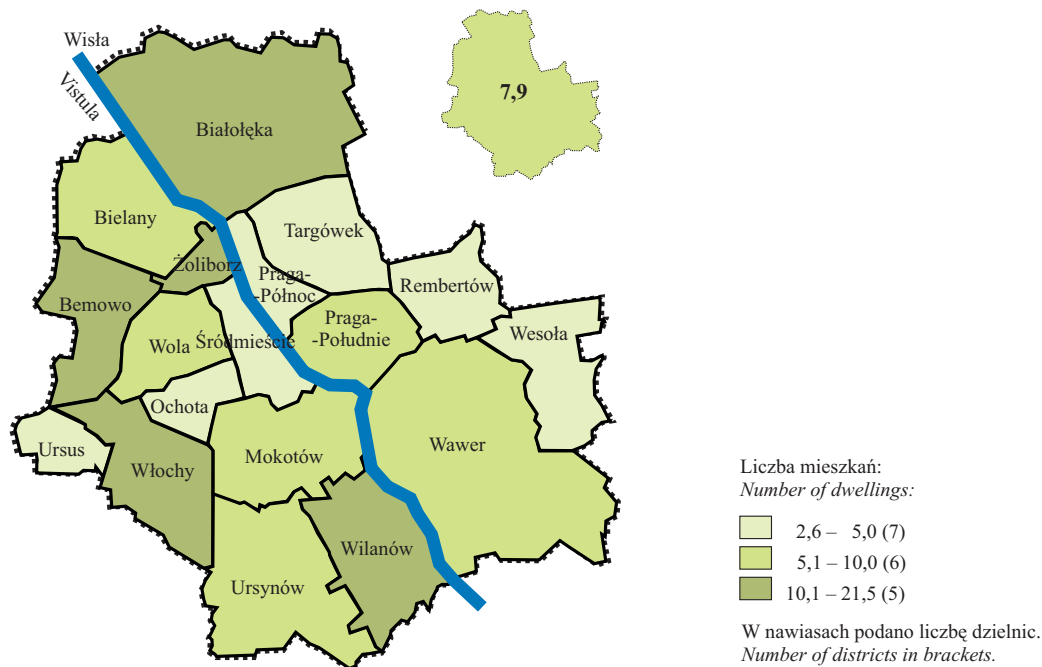 Wisła
Vistula
7,9
Białołęka
Bielany
Targówek
Żoliborz
Praga-
-Północ
Rembertów
Bemowo
Praga-
-Południe
Wesoła
Wola
Śródmieście
Ochota
Ursus
Włochy
Mokotów
Wawer
Wilanów
Ursynów
Liczba mieszkań:
Number of dwellings:
2,6 – 5,0 (7)
5,1 – 10,0 (6)
10,1 – 21,5 (5)
W nawiasach podano liczbę dzielnic.
Number of districts in brackets.